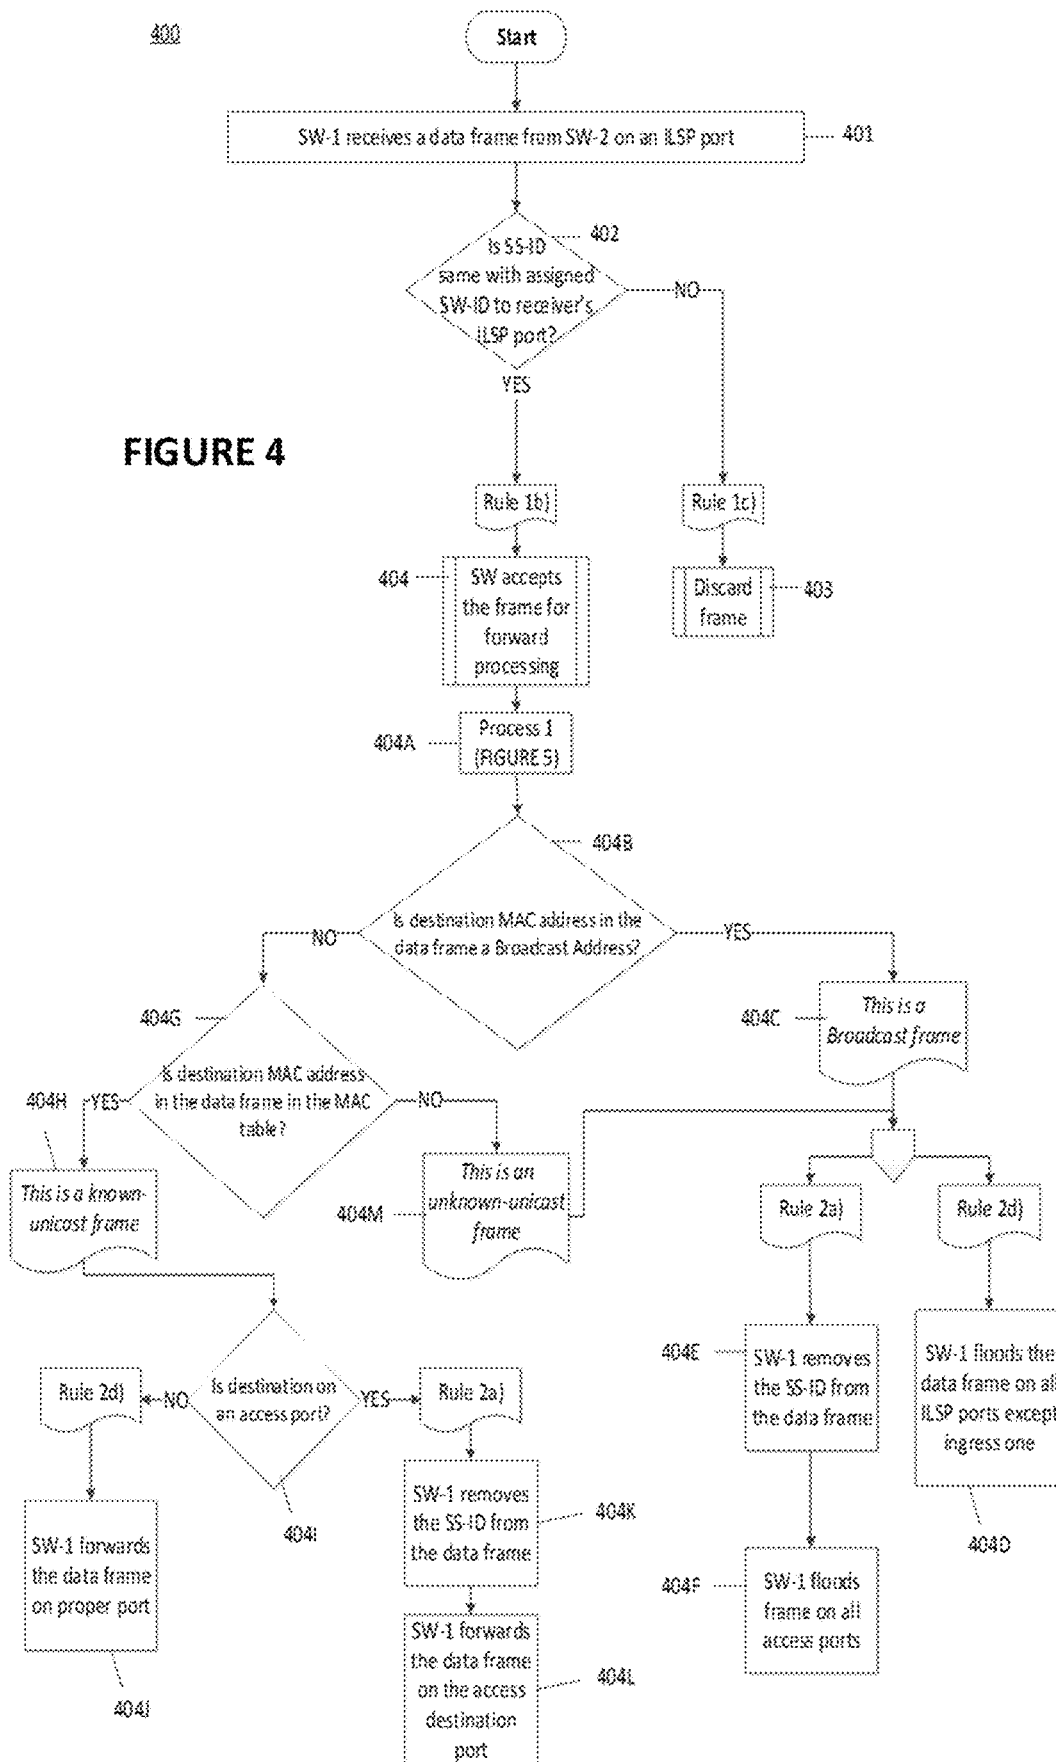 400
Start
SW-1 receives a data frame from SW-2 on an iLSP port
401
402
Is SS-ID
same with assigned
SW-ID to receiver's
iLSP port?
NO
YES
FIGURE 4
Rule 1b)
Rule 1c)
404
SW accepts
the frame for
forward
processing
Discard
frame
403
404A
Process 1
(FIGURE 5)
404B
Is destination MAC address in the
data frame a Broadcast Address?
NO
YES
404G
404C
This is a
Broadcast frame
Is destination MAC address
in the data frame in the MAC
table?
404H
YES
NO
This is a known-
unicast frame
404M
This is an
unknown-unicast
frame
Rule 2a)
Rule 2d)
404E
SW-1 removes
the SS-ID from
the data frame
SW-1 floods the
data frame on all
iLSP ports except
ingress one
404D
Rule 2d)
NO
Is destination on
an access port?
YES
Rule 2a)
404I
SW-1 forwards
the data frame
on proper port
404J
SW-1 removes
the SS-ID from
the data frame
404K
404F
SW-1 floods
frame on all
access ports
SW-1 forwards
the data frame
on the access
destination
port
404L